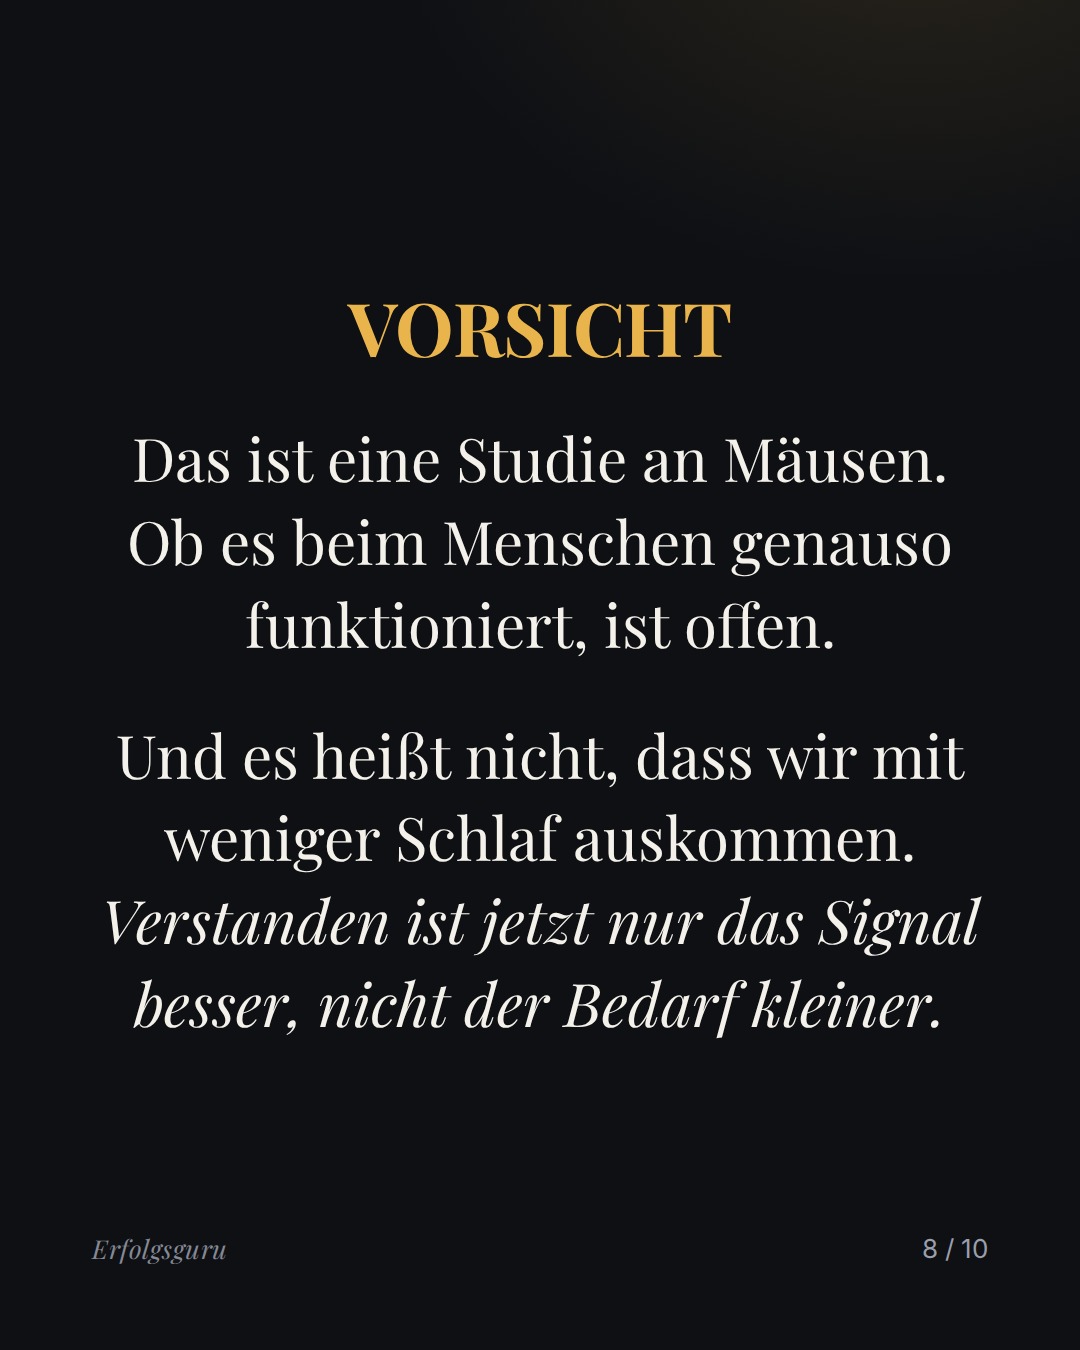 VORSICHT
Das ist eine Studie an Mäusen.
Ob es beim Menschen genauso
funktioniert, ist offen.
Und es heißt nicht, dass wir mit
weniger Schlaf auskommen.
Verstanden ist jetzt nur das Signal
besser, nicht der Bedarf kleiner.
Erfolgsguru
8 / 10